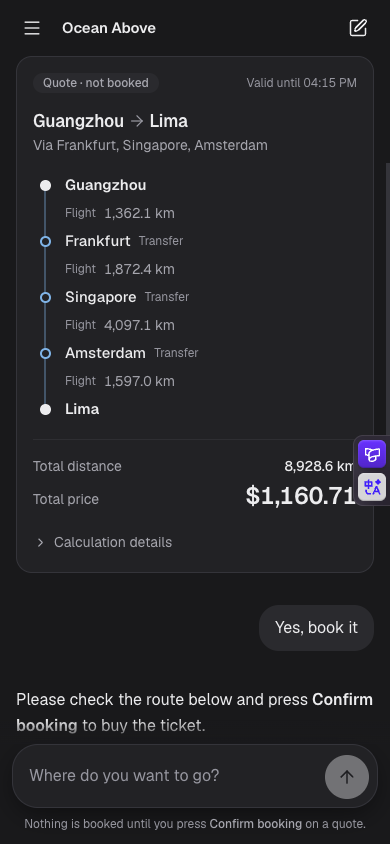 Ocean Above
Quote · not booked
Valid until 04:15 PM
Guangzhou → Lima
Via Frankfurt, Singapore, Amsterdam
Guangzhou
Flight 1,362.1 km
Frankfurt Transfer
Flight 1,872.4 km
Singapore Transfer
Flight 4,097.1 km
Amsterdam Transfer
Flight 1,597.0 km
Lima
Total distance 8,928.6 km
Total price $1,160.71
Calculation details
Yes, book it
Please check the route below and press Confirm
booking to buy the ticket.
Where do you want to go?
Nothing is booked until you press Confirm booking on a quote.